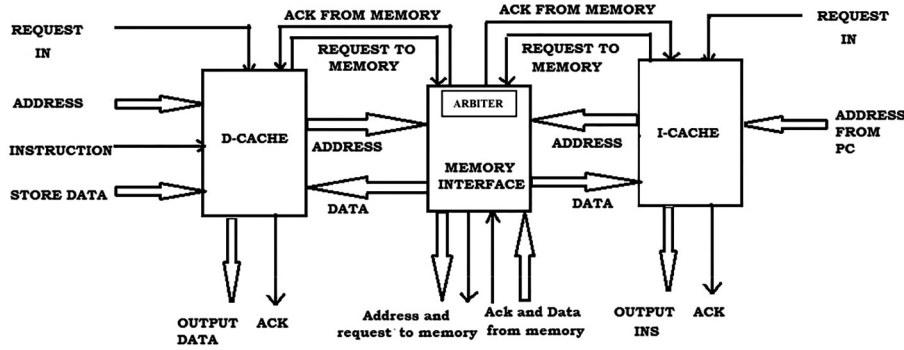 REQUEST
IN
ACK FROM MEMORY
REQUEST TO
MEMORY
ACK FROM MEMORY
REQUEST TO
MEMORY
REQUEST
IN
ADDRESS
INSTRUCTION
STORE DATA
D-CACHE
ADDRESS
DATA
ARBITER
MEMORY
INTERFACE
ADDRESS
DATA
I-CACHE
ADDRESS
FROM
PC
OUTPUT
DATA
ACK
Address and
request to memory
Ack and Data
from memory
OUTPUT
INS
ACK